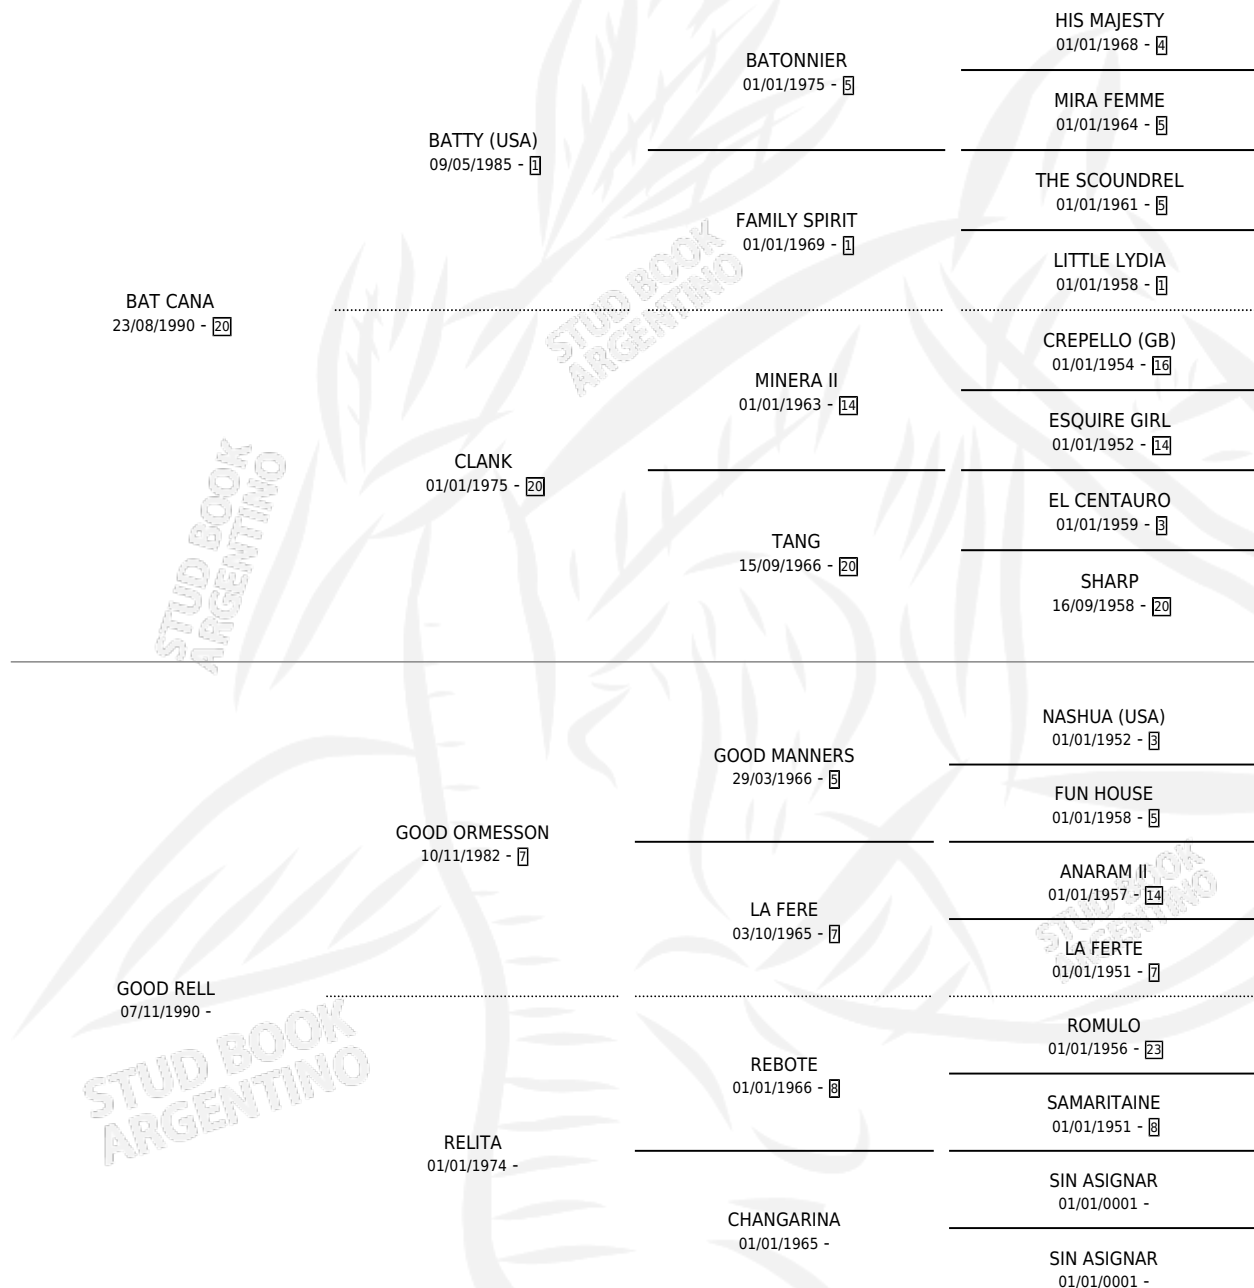 HIS MAJESTY
01/01/1968 - 4
BATONNIER
01/01/1975 - 5
MIRA FEMME
01/01/1964 - 5
BATTY (USA)
09/05/1985 - 1
THE SCOUNDREL
01/01/1961 - 5
FAMILY SPIRIT
01/01/1969 - 1
LITTLE LYDIA
01/01/1958 - 1
BAT CANA
23/08/1990 - 20
CREPELLO (GB)
01/01/1954 - 16
MINERA II
01/01/1963 - 14
ESQUIRE GIRL
01/01/1952 - 14
CLANK
01/01/1975 - 20
EL CENTAURO
01/01/1959 - 3
TANG
15/09/1966 - 20
SHARP
16/09/1958 - 20
NASHUA (USA)
01/01/1952 - 3
GOOD MANNERS
29/03/1966 - 5
FUN HOUSE
01/01/1958 - 5
GOOD ORMESSON
10/11/1982 - 7
ANARAM II
01/01/1957 - 14
LA FERE
03/10/1965 - 7
LA FERTE
01/01/1951 - 7
GOOD RELL
07/11/1990 -
ROMULO
01/01/1956 - 23
REBOTE
01/01/1966 - 8
SAMARITAINE
01/01/1951 - 8
RELITA
01/01/1974 -
SIN ASIGNAR
01/01/0001 -
CHANGARINA
01/01/1965 -
SIN ASIGNAR
01/01/0001 -
STUD BOOK
ARGENTINO
STUD BOOK
ARGENTINO
STUD BOOK
ARGENTINO
STUD BOOK
ARGENTINO